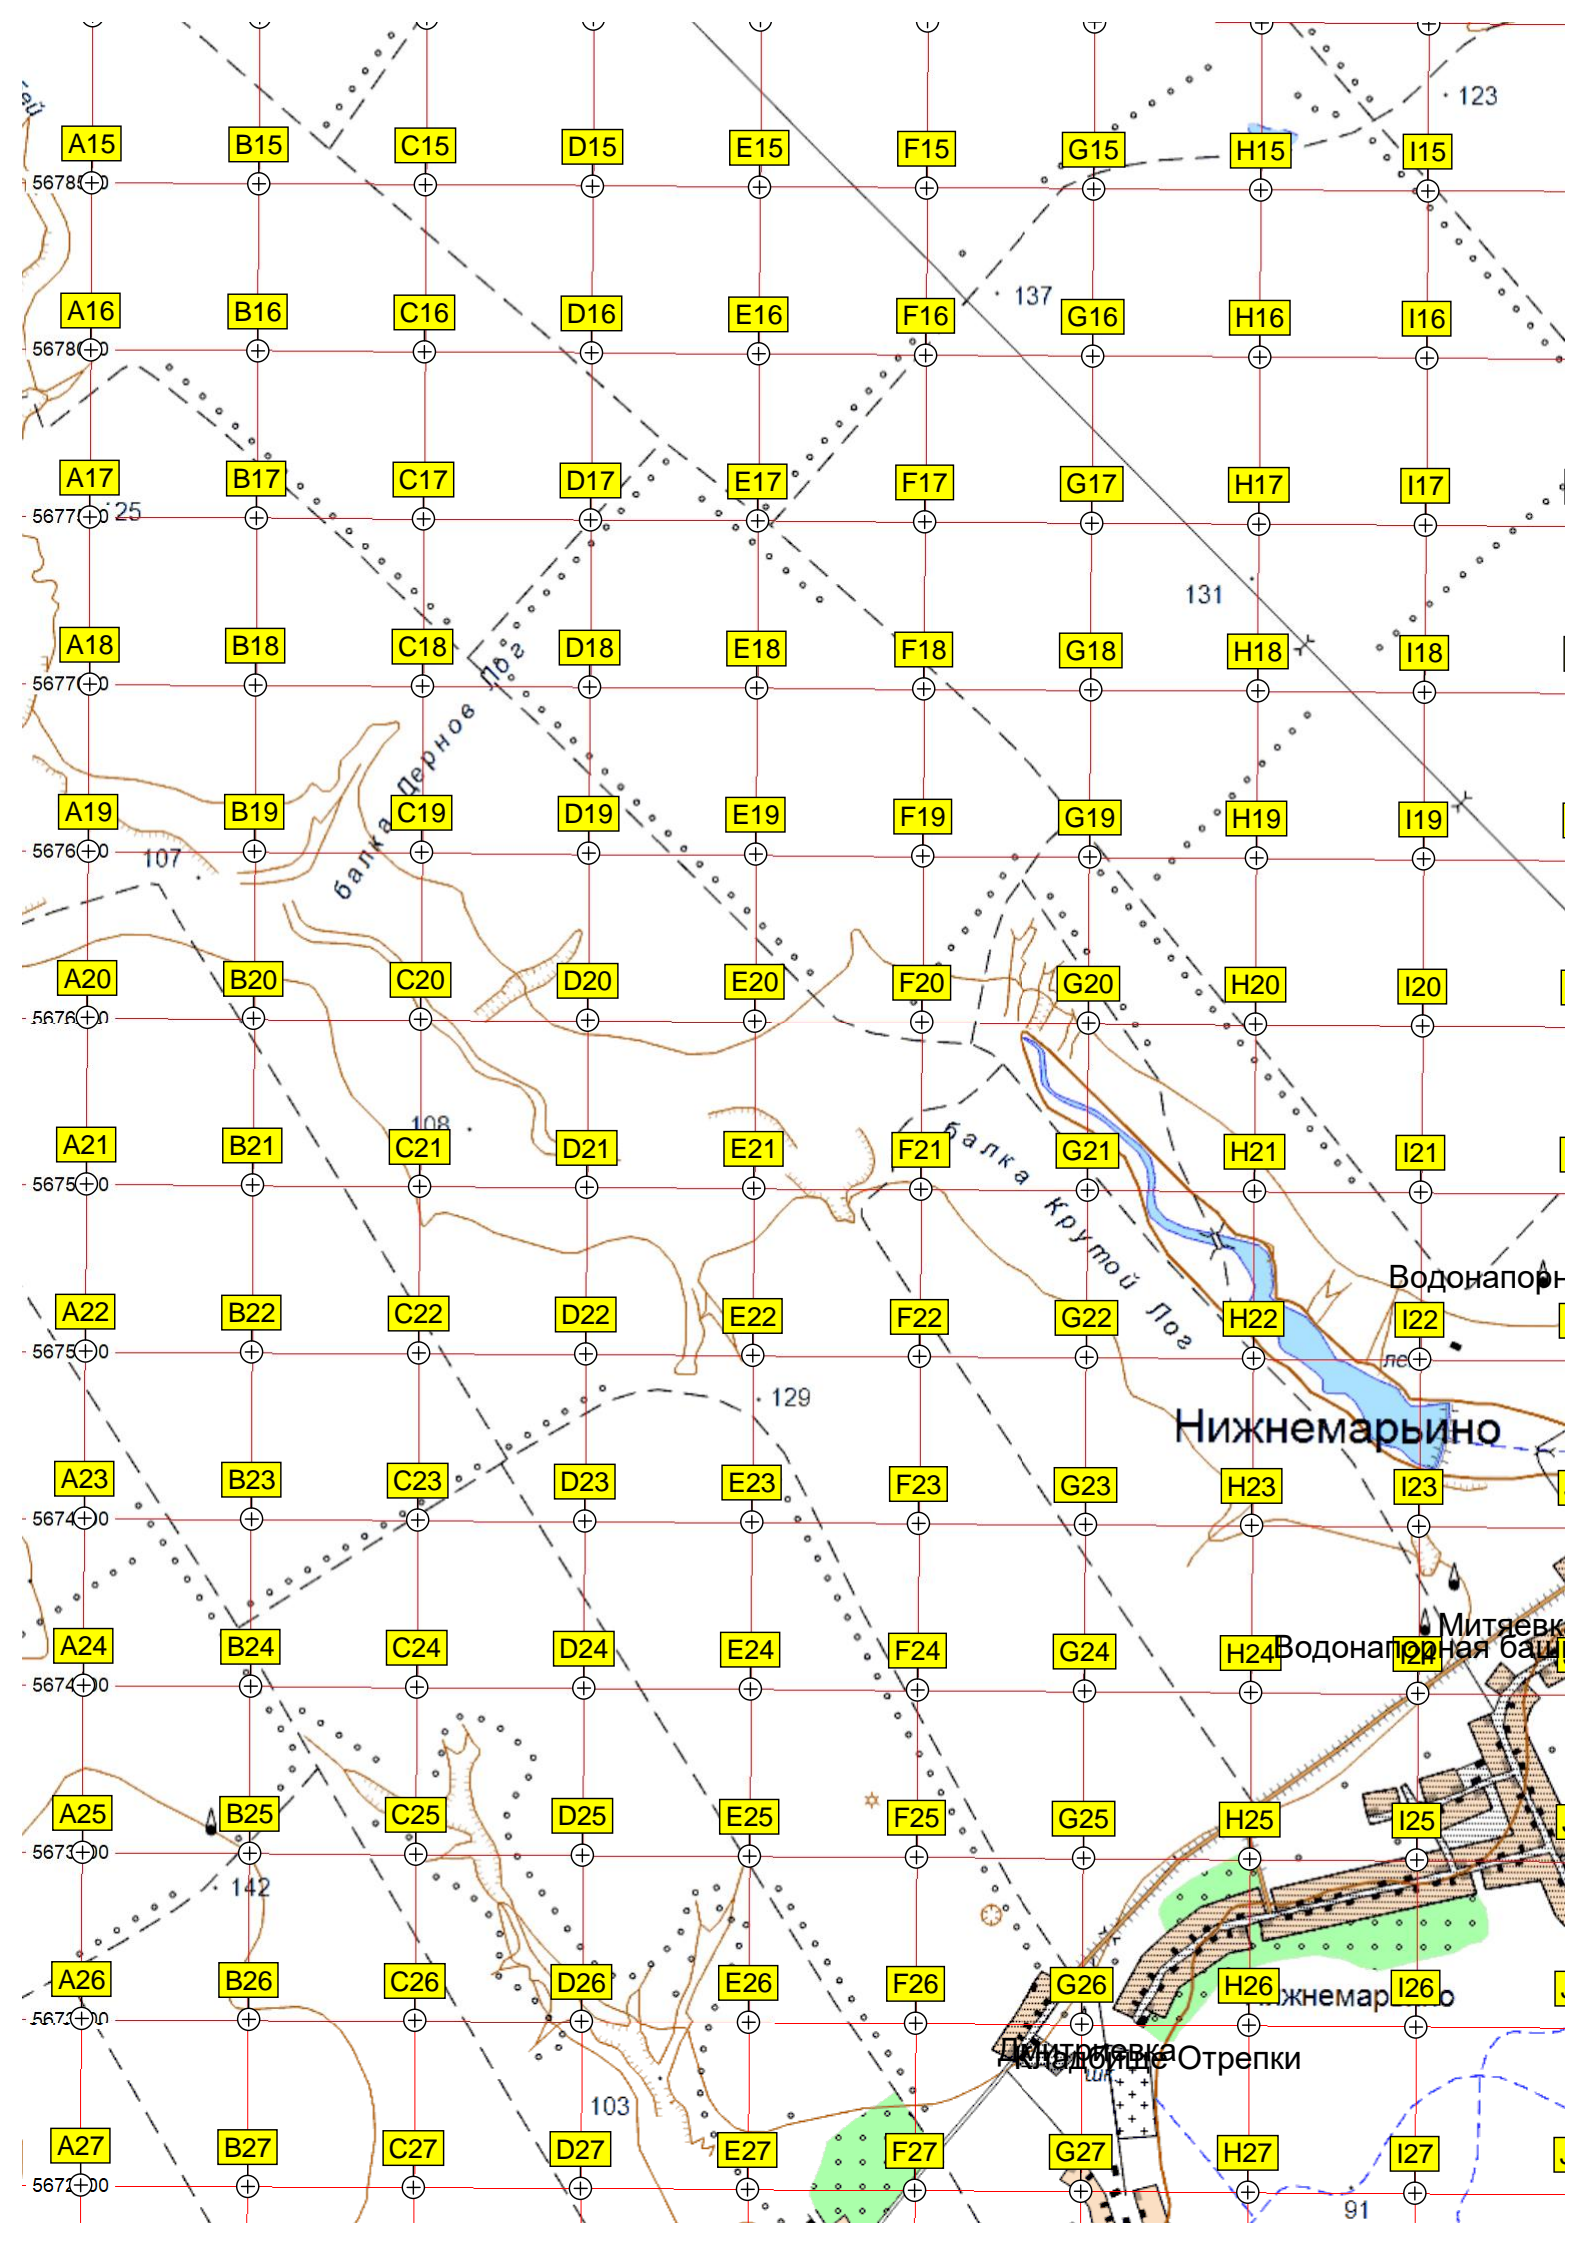 123
A15 B15 C15 D15 E15 F15 G15 H15 I15
137
A16 B16 C16 D16 E16 F16 G16 H16 I16
A17 B17 C17 D17 E17 F17 G17 H17 I17
131
A18 B18 C18 D18 E18 F18 G18 H18 I18
балка Дернов Лог
A19 B19 C19 D19 E19 F19 G19 H19 I19
107
A20 B20 C20 D20 E20 F20 G20 H20 I20
108
A21 B21 C21 D21 E21 F21 G21 H21 I21
балка Крутой Лог
A22 B22 C22 D22 E22 F22 G22 H22 I22
129
Нижнемарьино
A23 B23 C23 D23 E23 F23 G23 H23 I23
A24 B24 C24 D24 E24 F24 G24 H24 I24
A25 B25 C25 D25 E25 F25 G25 H25 I25
142
A26 B26 C26 D26 E26 F26 G26 H26 I26
Дмитриевка
Кладбище Отрепки
103
A27 B27 C27 D27 E27 F27 G27 H27 I27
91